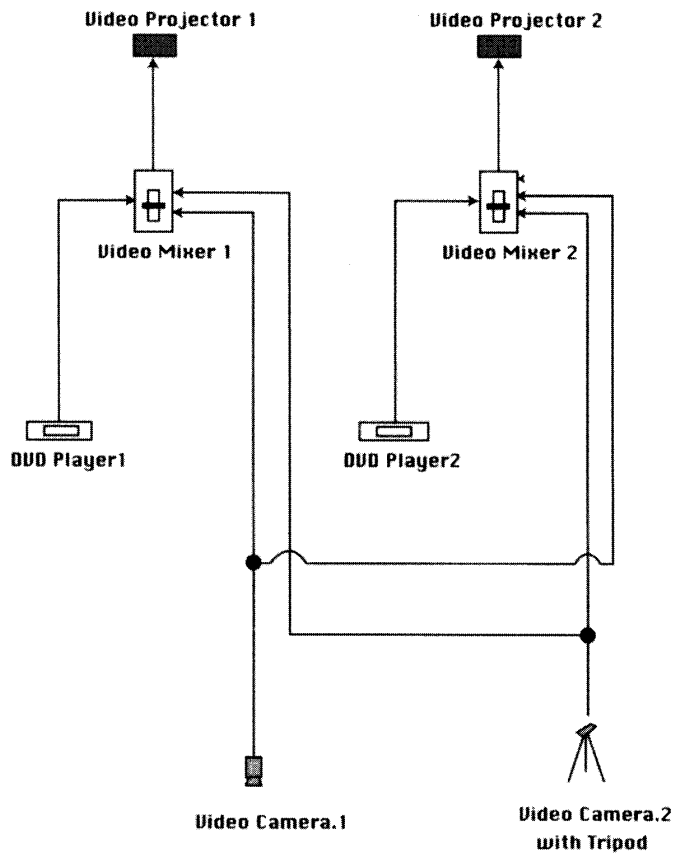 Video Projector 1
Video Projector 2
Video Mixer 1
Video Mixer 2
DVD Player1
DVD Player2
Video Camera.1
Video Camera.2
with Tripod